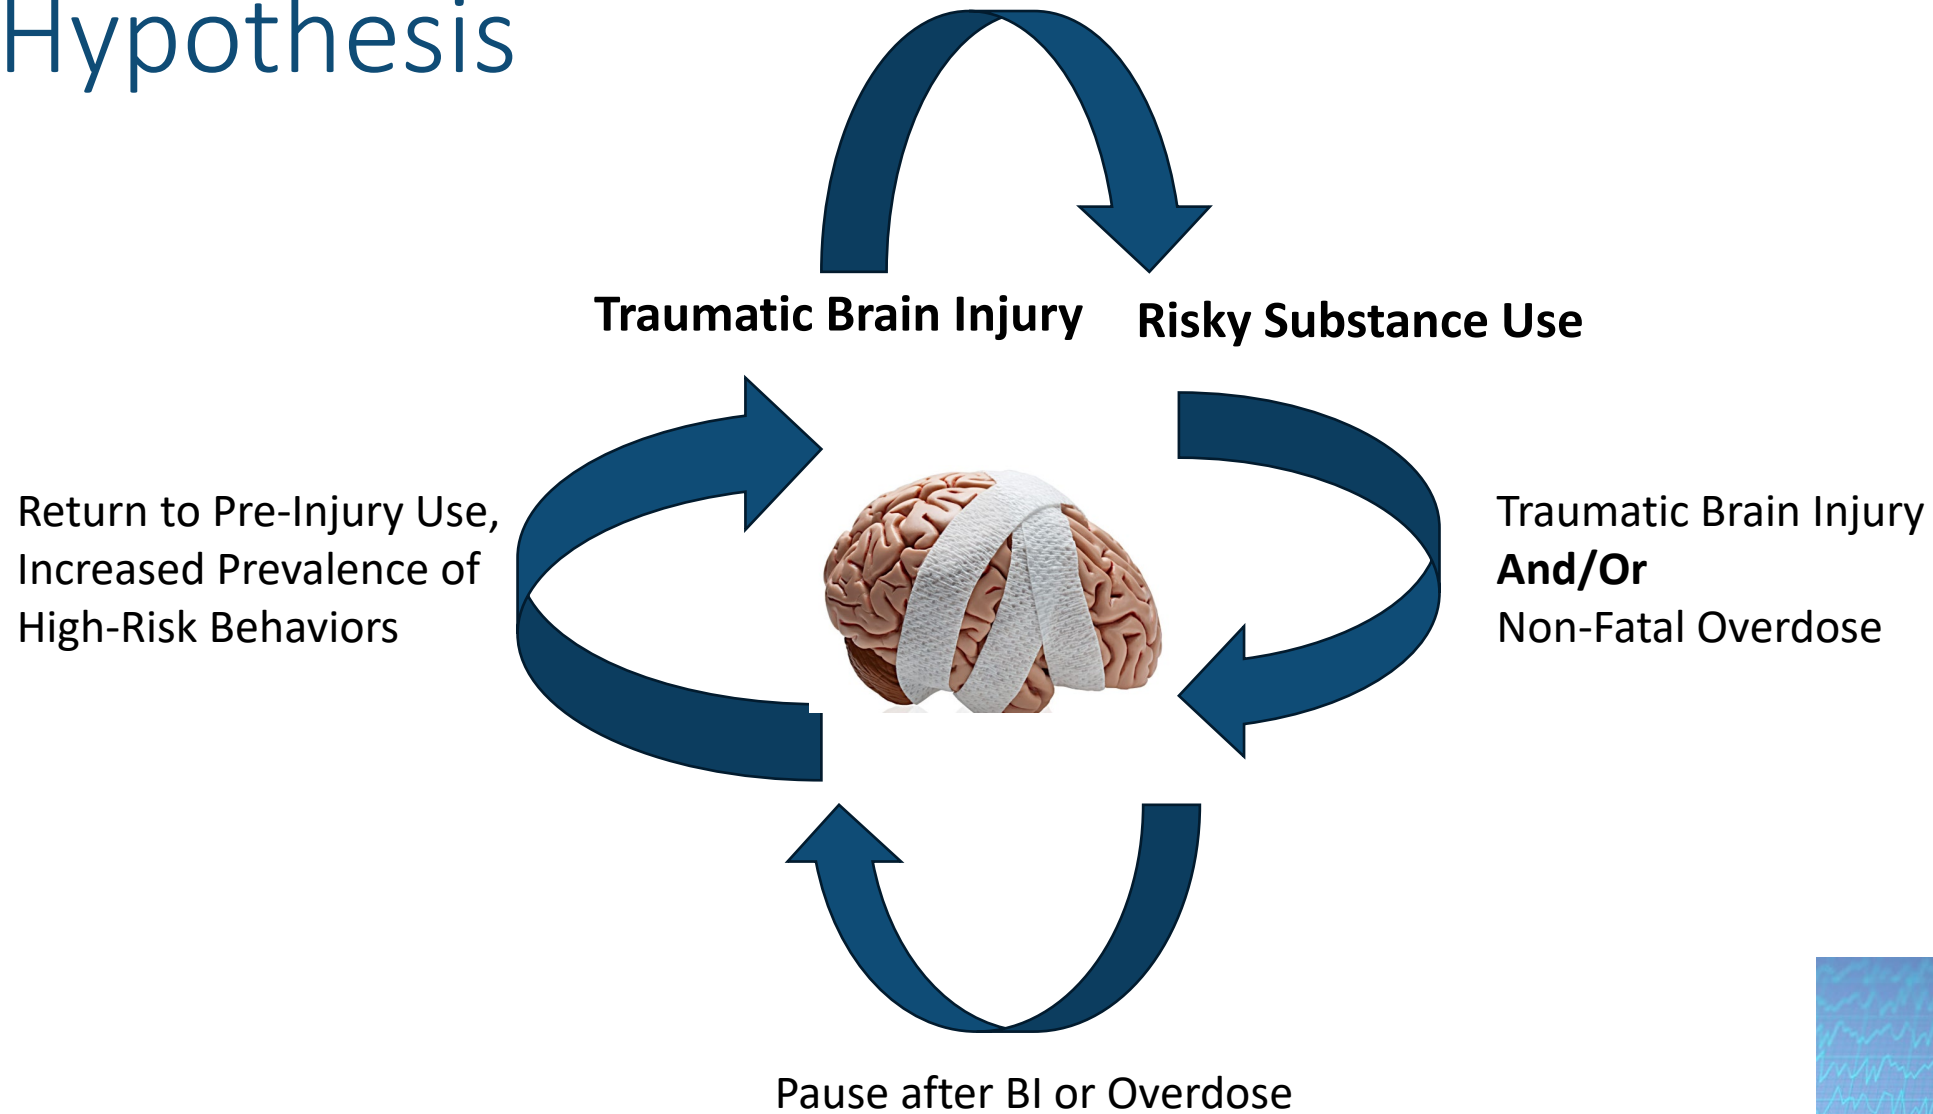 Hypothesis
Traumatic Brain Injury
Risky Substance Use
Return to Pre-Injury Use,
Increased Prevalence of
High-Risk Behaviors
Traumatic Brain Injury
And/Or
Non-Fatal Overdose
Pause after BI or Overdose